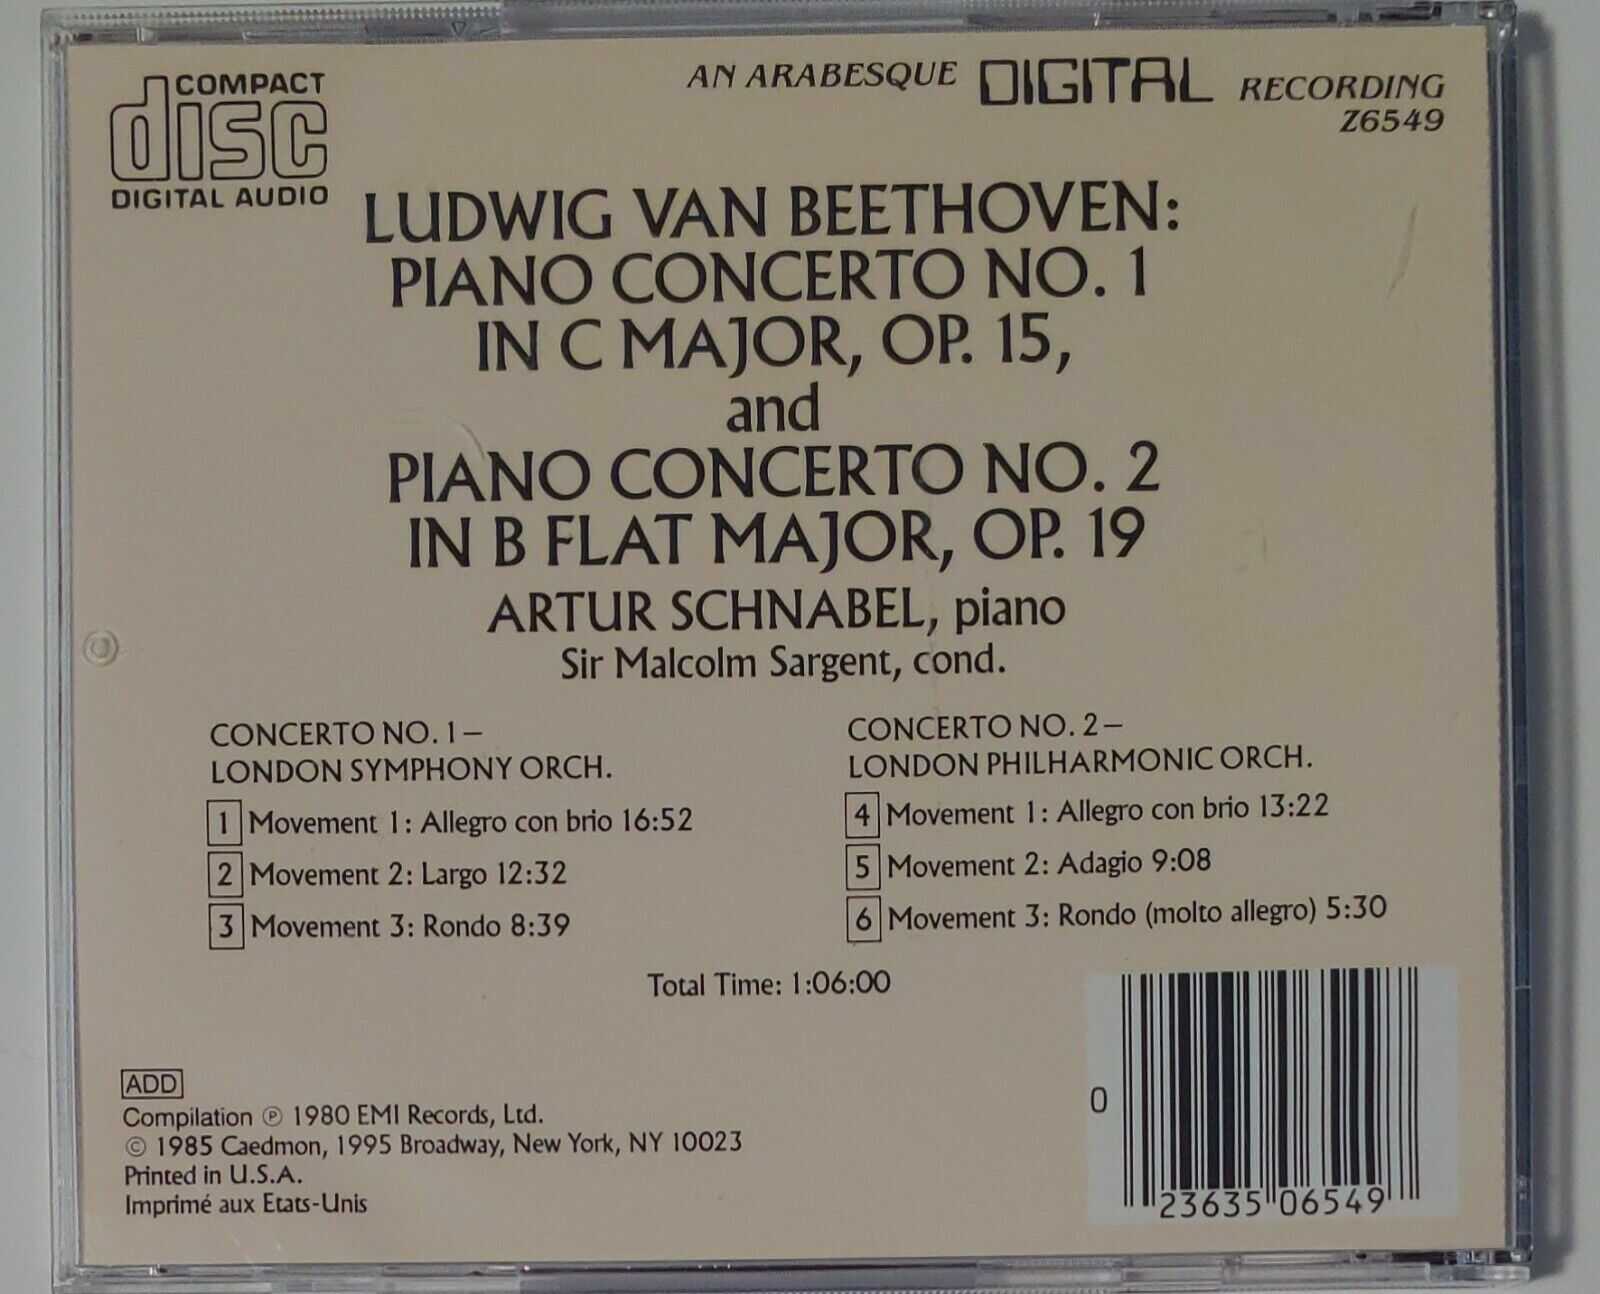 COMPACT
disc
DIGITAL AUDIO
AN ARABESQUE DIGITAL RECORDING
Z6549
LUDWIG VAN BEETHOVEN:
PIANO CONCERTO NO. 1
IN C MAJOR, OP. 15,
and
PIANO CONCERTO NO. 2
IN B FLAT MAJOR, OP. 19
ARTUR SCHNABEL, piano
Sir Malcolm Sargent, cond.
CONCERTO NO. 1–
LONDON SYMPHONY ORCH.
1 Movement 1: Allegro con brio 16:52
2 Movement 2: Largo 12:32
3 Movement 3: Rondo 8:39
CONCERTO NO. 2–
LONDON PHILHARMONIC ORCH.
4 Movement 1: Allegro con brio 13:22
5 Movement 2: Adagio 9:08
6 Movement 3: Rondo (molto allegro) 5:30
Total Time: 1:06:00
ADD
Compilation ℗ 1980 EMI Records, Ltd.
© 1985 Caedmon, 1995 Broadway, New York, NY 10023
Printed in U.S.A.
Imprimé aux Etats-Unis
0 23635 06549